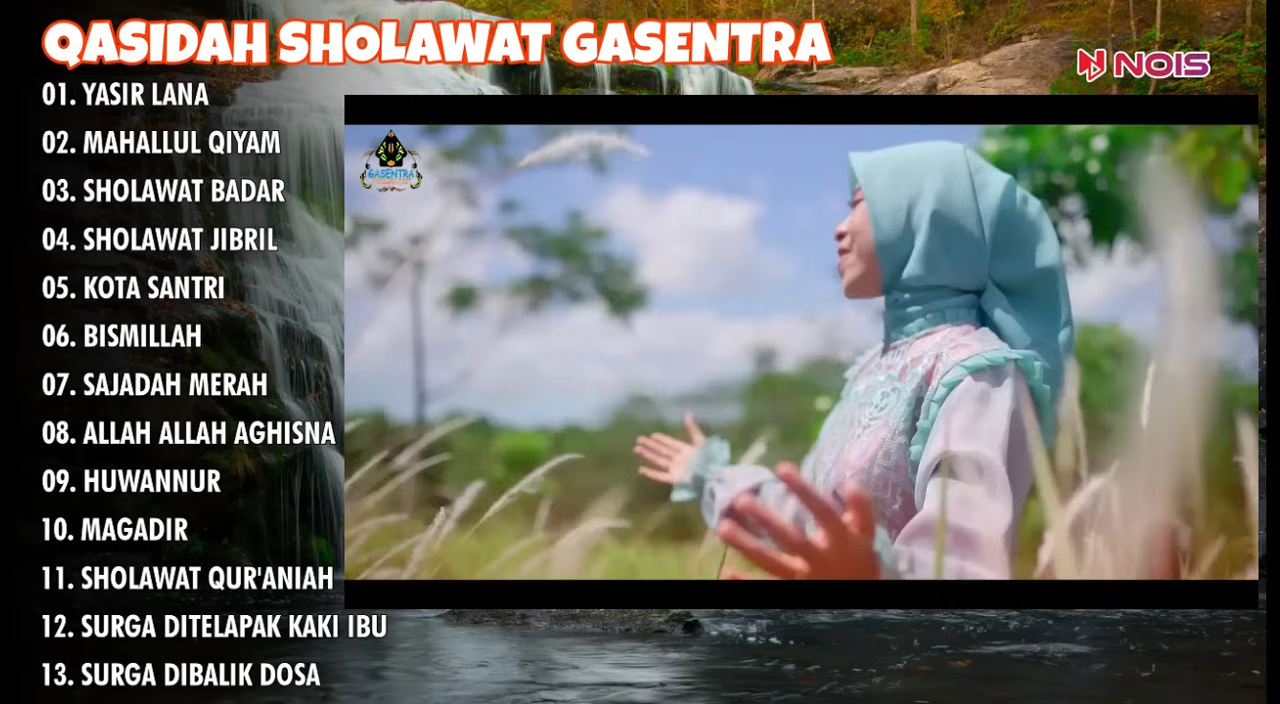 QASIDAH SHOLAWAT GASENTRA
NOIS
01. YASIR LANA
02. MAHALLUL QIYAM
03. SHOLAWAT BADAR
04. SHOLAWAT JIBRIL
05. KOTA SANTRI
06. BISMILLAH
07. SAJADAH MERAH
08. ALLAH ALLAH AGHISNA
09. HUWANNUR
10. MAGADIR
11. SHOLAWAT QUR'ANIAH
12. SURGA DITELAPAK KAKI IBU
13. SURGA DIBALIK DOSA
GASENTRA